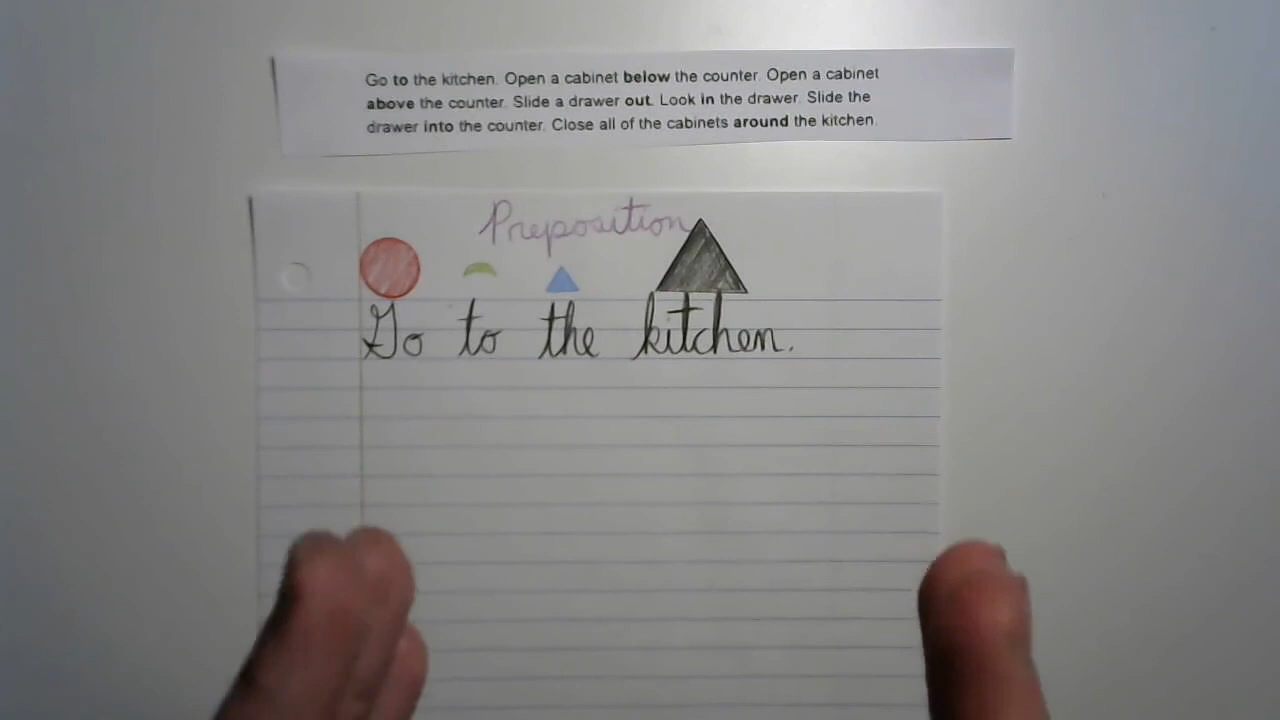 Go to the kitchen. Open a cabinet below the counter. Open a cabinet
above the counter. Slide a drawer out. Look in the drawer. Slide the
drawer into the counter. Close all of the cabinets around the kitchen.
Preposition
Go to the kitchen.